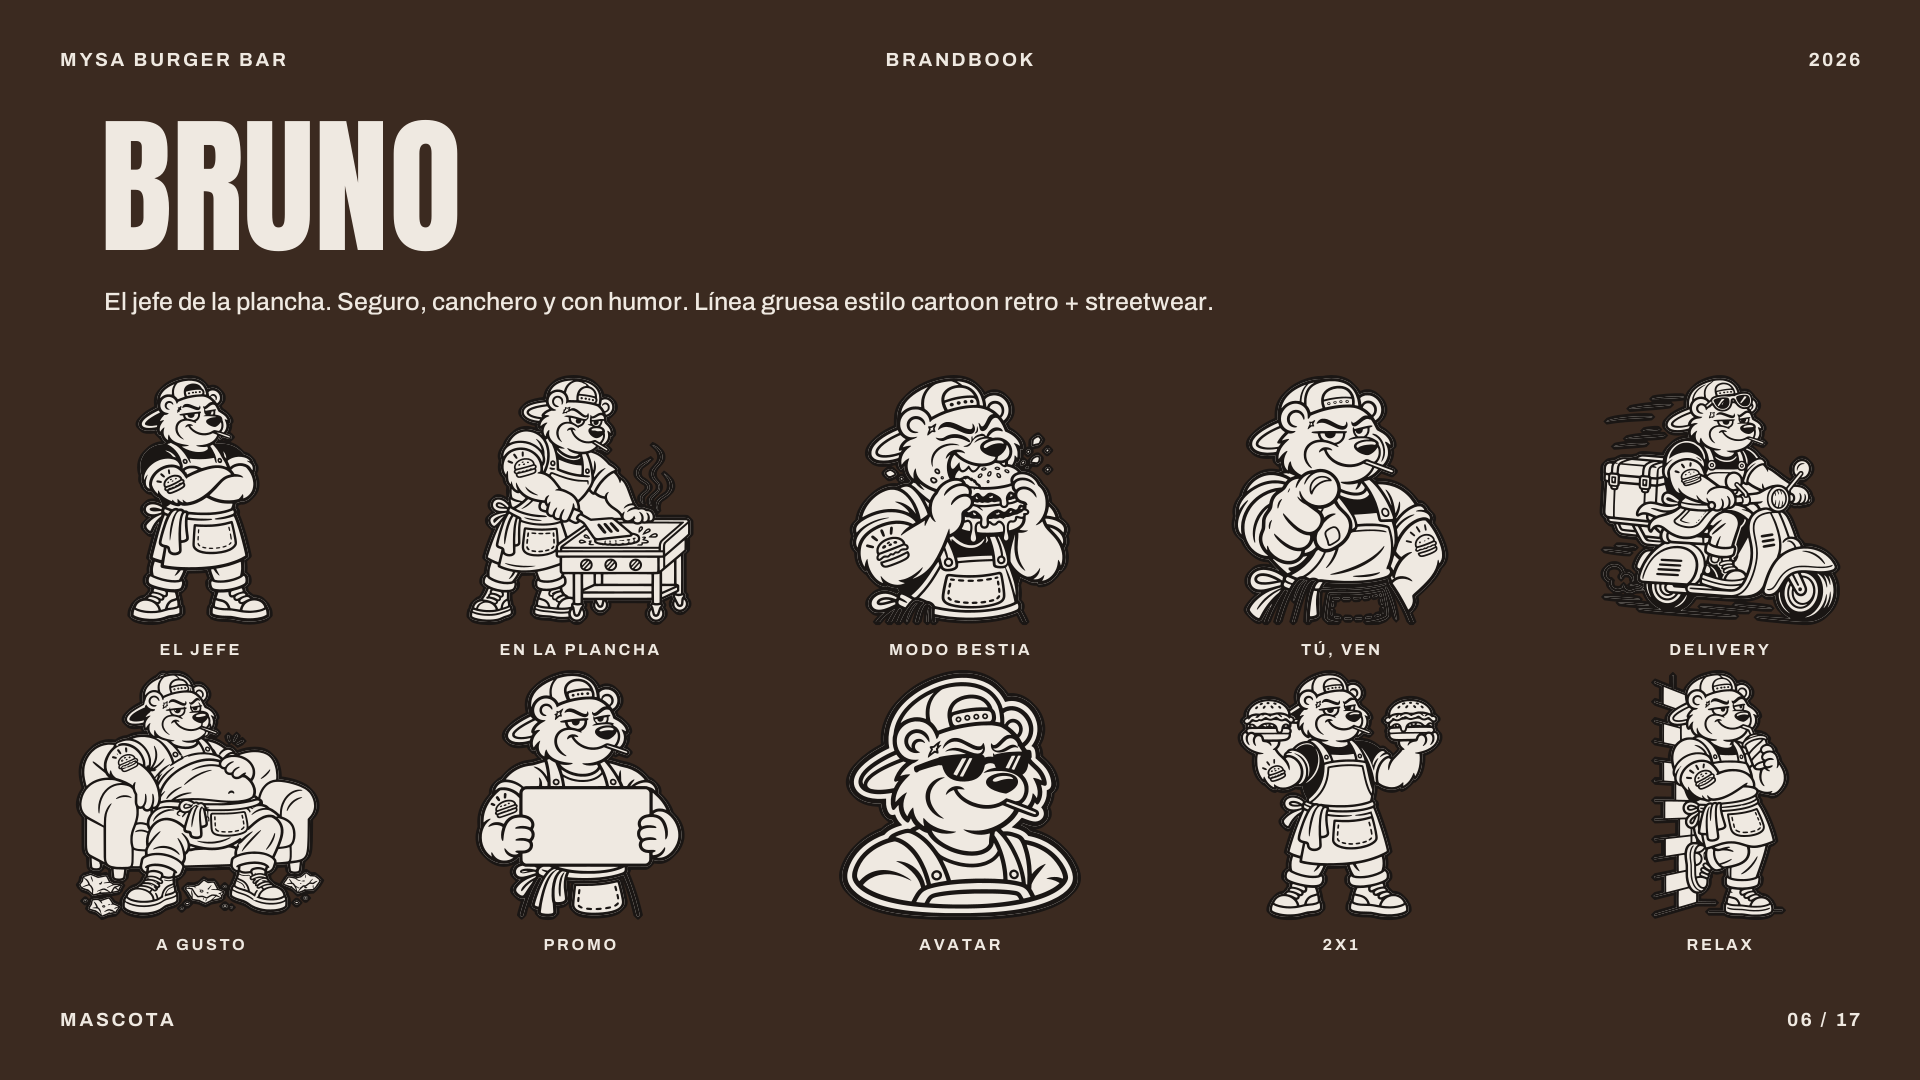 MYSA BURGER BAR
BRANDBOOK
2026
BRUNO
El jefe de la plancha. Seguro, canchero y con humor. Línea gruesa estilo cartoon retro + streetwear.
EL JEFE
EN LA PLANCHA
MODO BESTIA
TÚ, VEN
DELIVERY
A GUSTO
PROMO
AVATAR
2X1
RELAX
MASCOTA
06 / 17